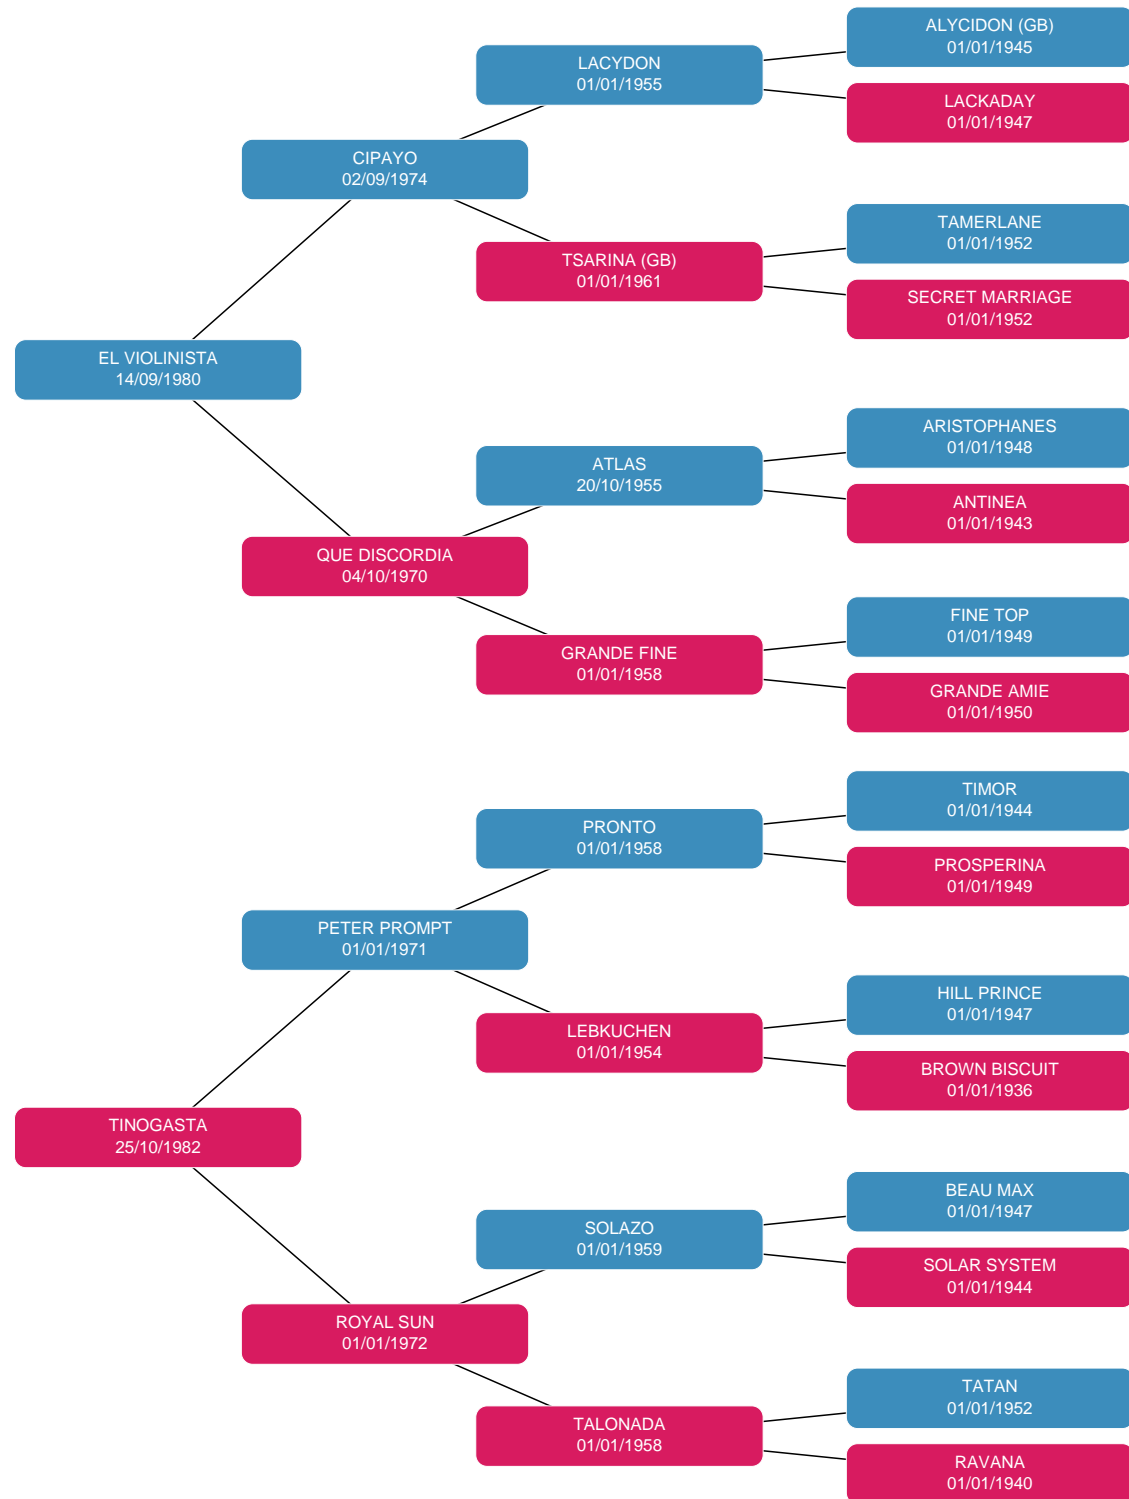 ALYCIDON (GB)
01/01/1945
LACYDON
01/01/1955
LACKADAY
01/01/1947
CIPAYO
02/09/1974
TAMERLANE
01/01/1952
TSARINA (GB)
01/01/1961
SECRET MARRIAGE
01/01/1952
EL VIOLINISTA
14/09/1980
ARISTOPHANES
01/01/1948
ATLAS
20/10/1955
ANTINEA
01/01/1943
QUE DISCORDIA
04/10/1970
FINE TOP
01/01/1949
GRANDE FINE
01/01/1958
GRANDE AMIE
01/01/1950
TIMOR
01/01/1944
PRONTO
01/01/1958
PROSPERINA
01/01/1949
PETER PROMPT
01/01/1971
HILL PRINCE
01/01/1947
LEBKUCHEN
01/01/1954
BROWN BISCUIT
01/01/1936
TINOGASTA
25/10/1982
BEAU MAX
01/01/1947
SOLAZO
01/01/1959
SOLAR SYSTEM
01/01/1944
ROYAL SUN
01/01/1972
TATAN
01/01/1952
TALONADA
01/01/1958
RAVANA
01/01/1940